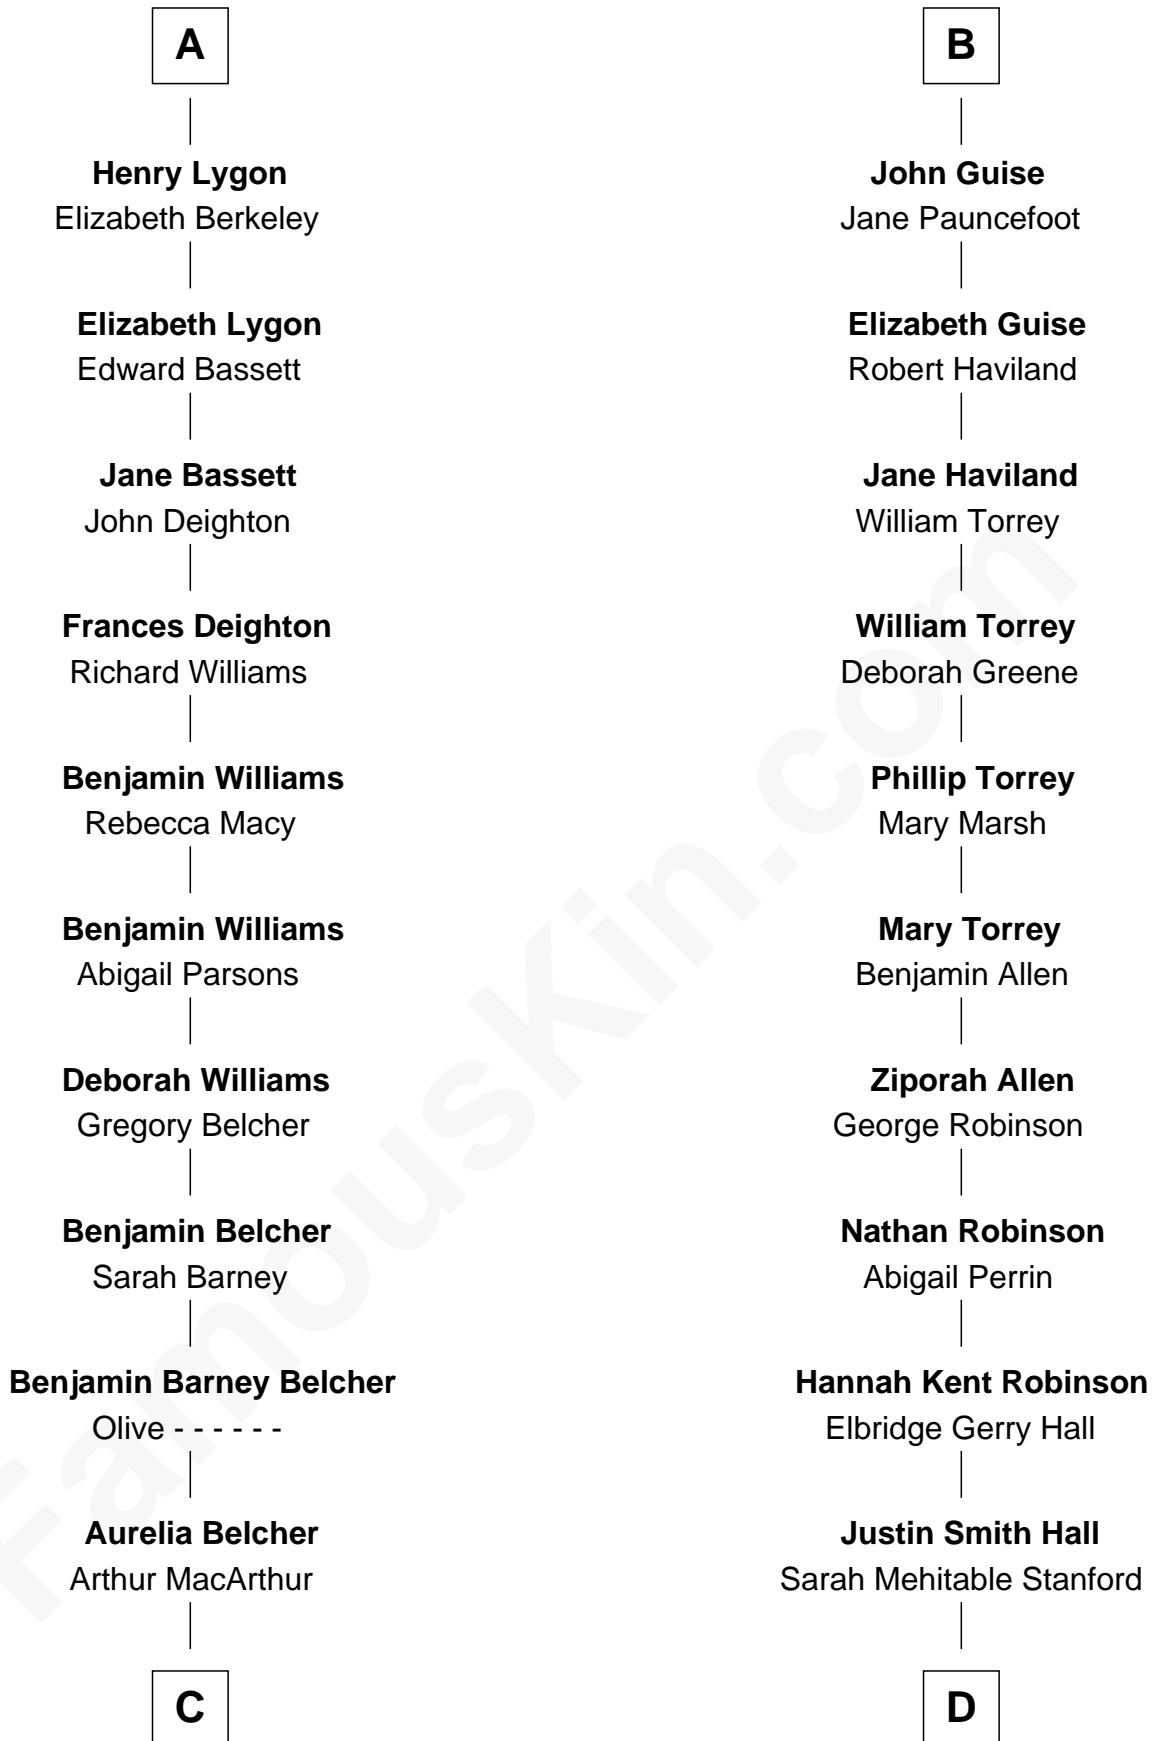 A
Henry Lygon
Elizabeth Berkeley
Elizabeth Lygon
Edward Bassett
Jane Bassett
John Deighton
Frances Deighton
Richard Williams
Benjamin Williams
Rebecca Macy
Benjamin Williams
Abigail Parsons
Deborah Williams
Gregory Belcher
Benjamin Belcher
Sarah Barney
Benjamin Barney Belcher
Olive - - - - - -
Aurelia Belcher
Arthur MacArthur
C
B
John Guise
Jane Pauncefoot
Elizabeth Guise
Robert Haviland
Jane Haviland
William Torrey
William Torrey
Deborah Greene
Phillip Torrey
Mary Marsh
Mary Torrey
Benjamin Allen
Ziporah Allen
George Robinson
Nathan Robinson
Abigail Perrin
Hannah Kent Robinson
Elbridge Gerry Hall
Justin Smith Hall
Sarah Mehitable Stanford
D
FamousKin.com